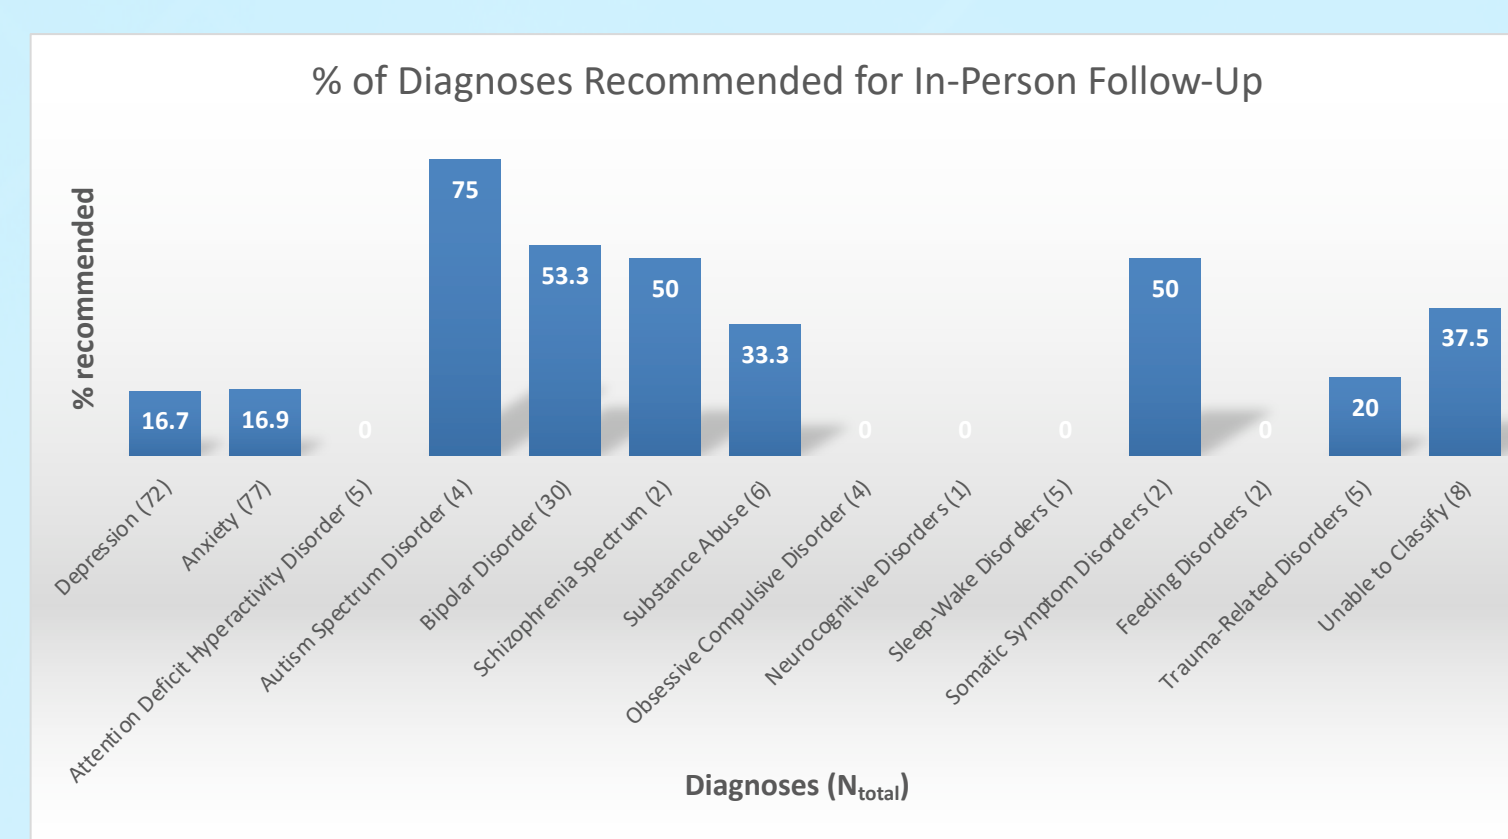 % of Diagnoses Recommended for In-Person Follow-Up
% recommended
16.7
16.9
0
75
53.3
50
33.3
0
0
0
50
0
20
37.5
Depression (72)
Anxiety (77)
Attention Deficit Hyperactivity Disorder (5)
Autism Spectrum Disorder (4)
Bipolar Disorder (30)
Schizophrenia Spectrum (2)
Substance Abuse (6)
Obsessive Compulsive Disorder (4)
Neurocognitive Disorders (1)
Sleep-Wake Disorders (5)
Somatic Symptom Disorders (2)
Feeding Disorders (2)
Trauma-Related Disorders (5)
Unable to Classify (8)
Diagnoses (Ntotal)